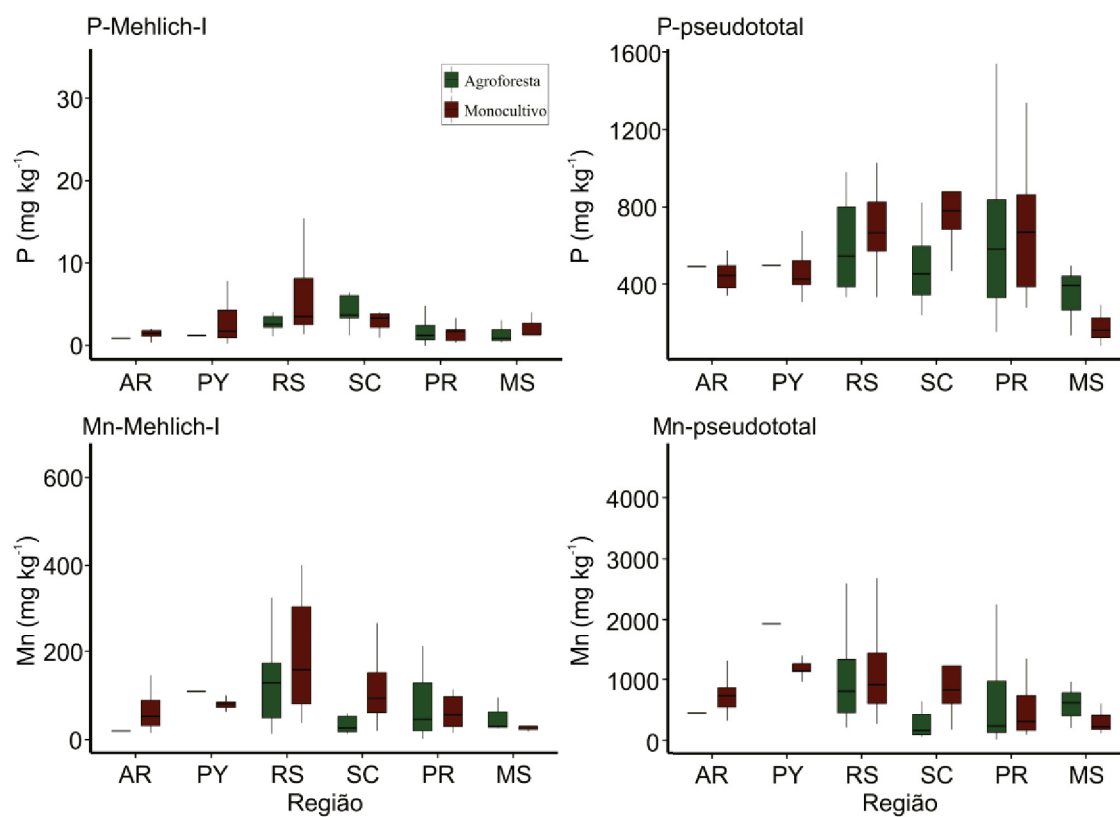 P-Mehlich-I
P (mg kg⁻¹)
30
20
10
0
Agroforesta
Monocultivo
AR PY RS SC PR MS
P-pseudototal
P (mg kg⁻¹)
1600
1200
800
400
AR PY RS SC PR MS
Mn-Mehlich-I
Mn (mg kg⁻¹)
600
400
200
0
AR PY RS SC PR MS
Região
Mn-pseudototal
Mn (mg kg⁻¹)
4000
3000
2000
1000
0
AR PY RS SC PR MS
Região